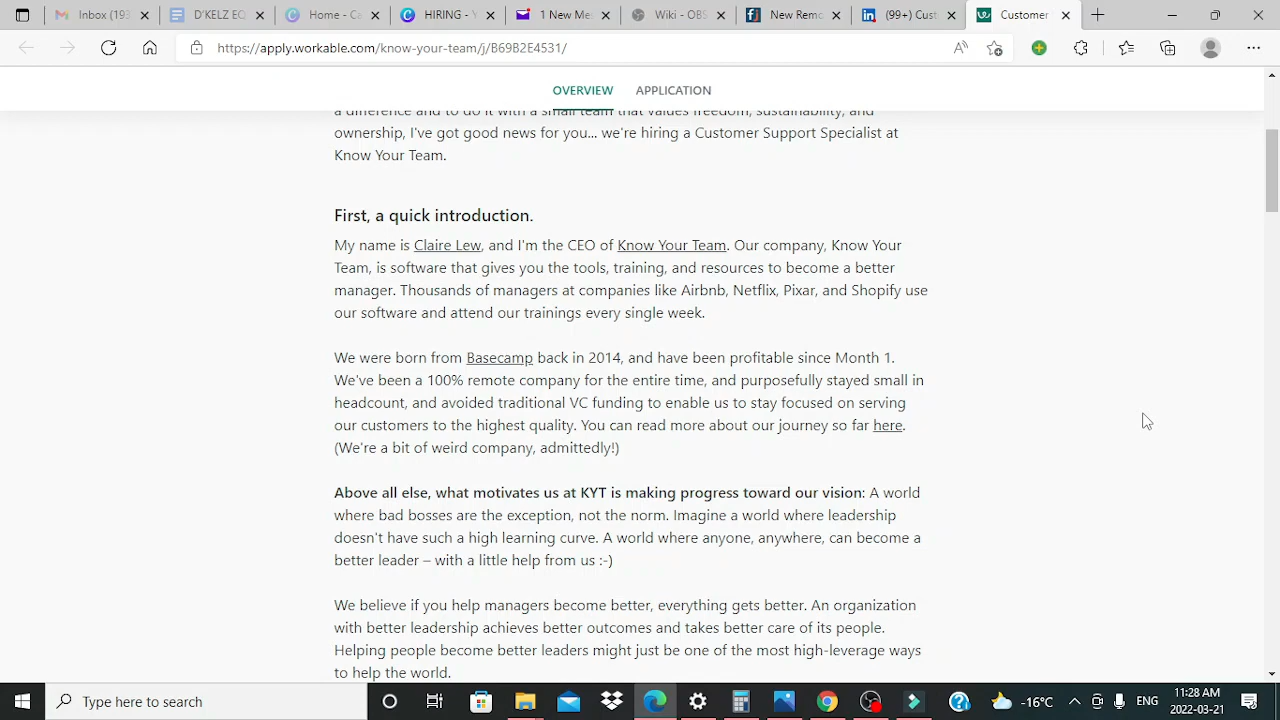 Inbox (193
D'KELZ EQ
Home - Ca
HIRING - V
1 New Mes
Wiki - OBS
New Remo
(99+) Cust
Customer
https://apply.workable.com/know-your-team/j/B69B2E4531/
OVERVIEW APPLICATION
a difference and to do it with a small team that values freedom, sustainability, and
ownership, I've got good news for you... we're hiring a Customer Support Specialist at
Know Your Team.
First, a quick introduction.
My name is Claire Lew, and I'm the CEO of Know Your Team. Our company, Know Your
Team, is software that gives you the tools, training, and resources to become a better
manager. Thousands of managers at companies like Airbnb, Netflix, Pixar, and Shopify use
our software and attend our trainings every single week.
We were born from Basecamp back in 2014, and have been profitable since Month 1.
We've been a 100% remote company for the entire time, and purposefully stayed small in
headcount, and avoided traditional VC funding to enable us to stay focused on serving
our customers to the highest quality. You can read more about our journey so far here.
(We're a bit of weird company, admittedly!)
Above all else, what motivates us at KYT is making progress toward our vision: A world
where bad bosses are the exception, not the norm. Imagine a world where leadership
doesn't have such a high learning curve. A world where anyone, anywhere, can become a
better leader – with a little help from us :-)
We believe if you help managers become better, everything gets better. An organization
with better leadership achieves better outcomes and takes better care of its people.
Helping people become better leaders might just be one of the most high-leverage ways
to help the world.
Type here to search
-16°C
ENG
11:28 AM
2022-03-21